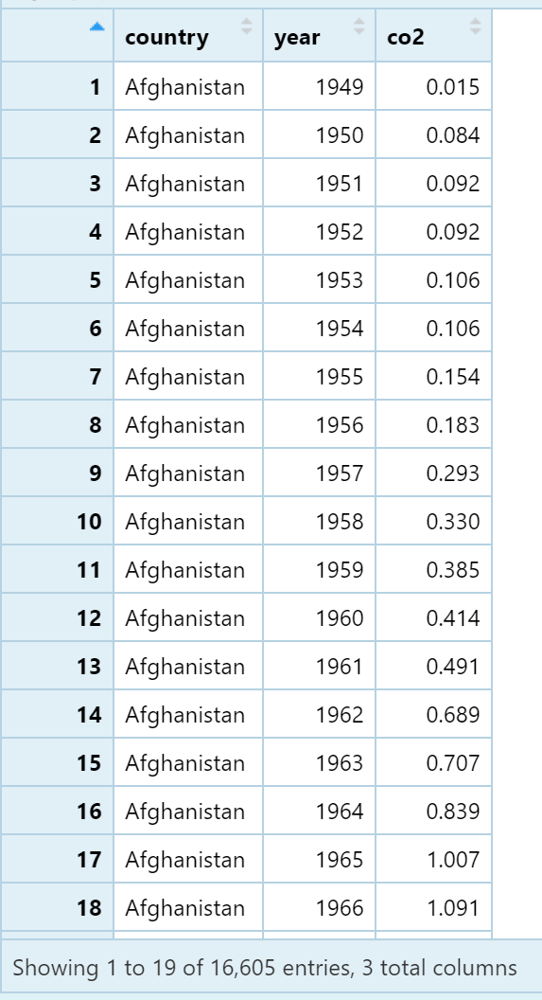 country year co2
1 Afghanistan 1949 0.015
2 Afghanistan 1950 0.084
3 Afghanistan 1951 0.092
4 Afghanistan 1952 0.092
5 Afghanistan 1953 0.106
6 Afghanistan 1954 0.106
7 Afghanistan 1955 0.154
8 Afghanistan 1956 0.183
9 Afghanistan 1957 0.293
10 Afghanistan 1958 0.330
11 Afghanistan 1959 0.385
12 Afghanistan 1960 0.414
13 Afghanistan 1961 0.491
14 Afghanistan 1962 0.689
15 Afghanistan 1963 0.707
16 Afghanistan 1964 0.839
17 Afghanistan 1965 1.007
18 Afghanistan 1966 1.091
Showing 1 to 19 of 16,605 entries, 3 total columns